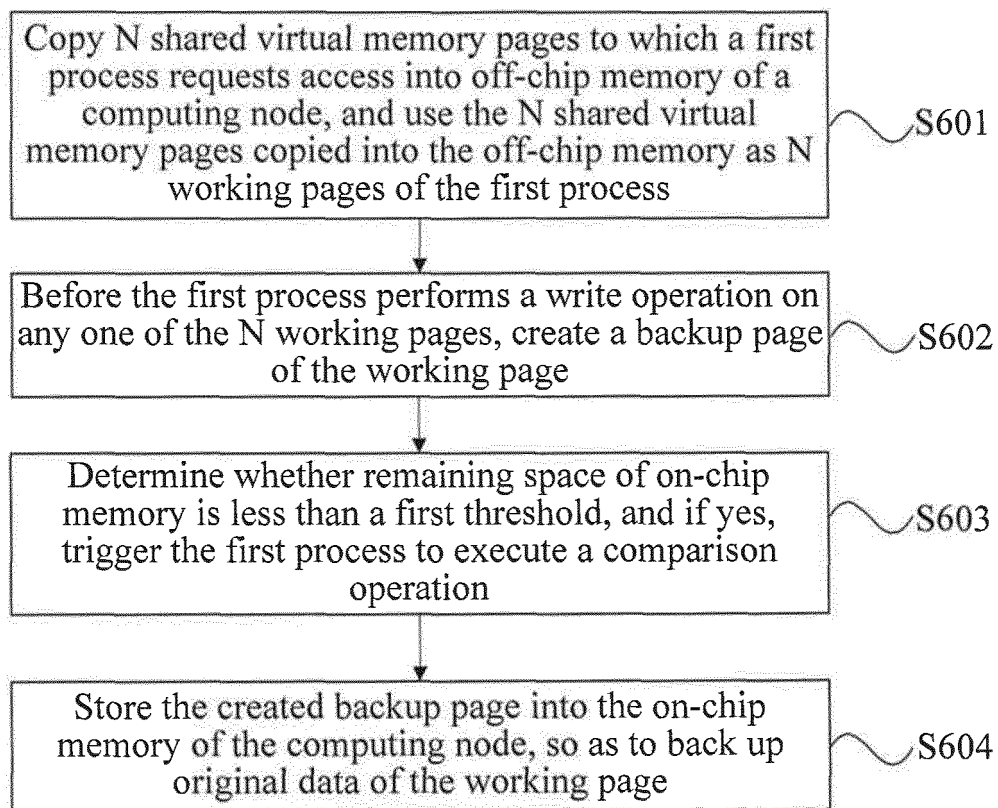 Copy N shared virtual memory pages to which a first
process requests access into off-chip memory of a
computing node, and use the N shared virtual
memory pages copied into the off-chip memory as N
working pages of the first process
S601
Before the first process performs a write operation on
any one of the N working pages, create a backup page
of the working page
S602
Determine whether remaining space of on-chip
memory is less than a first threshold, and if yes,
trigger the first process to execute a comparison
operation
S603
Store the created backup page into the on-chip
memory of the computing node, so as to back up
original data of the working page
S604